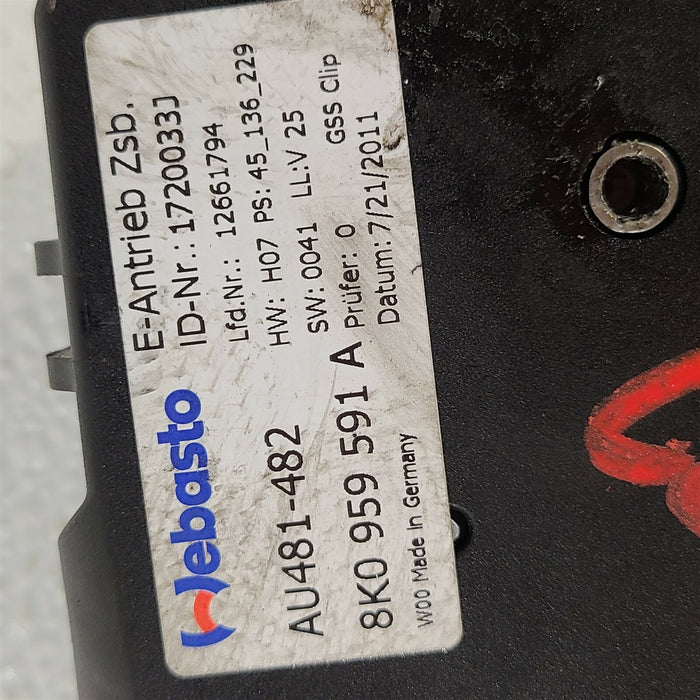 Webasto
E-Antrieb Zsb.
ID-Nr.: 1720033J
Lfd.Nr.: 12661794
HW: H07 PS: 45_136_229
SW: 0041 LL:V 25
Prüfer: 0 GSS Clip
Datum: 7/21/2011
AU481-482
8K0 959 591 A
W00 Made In Germany